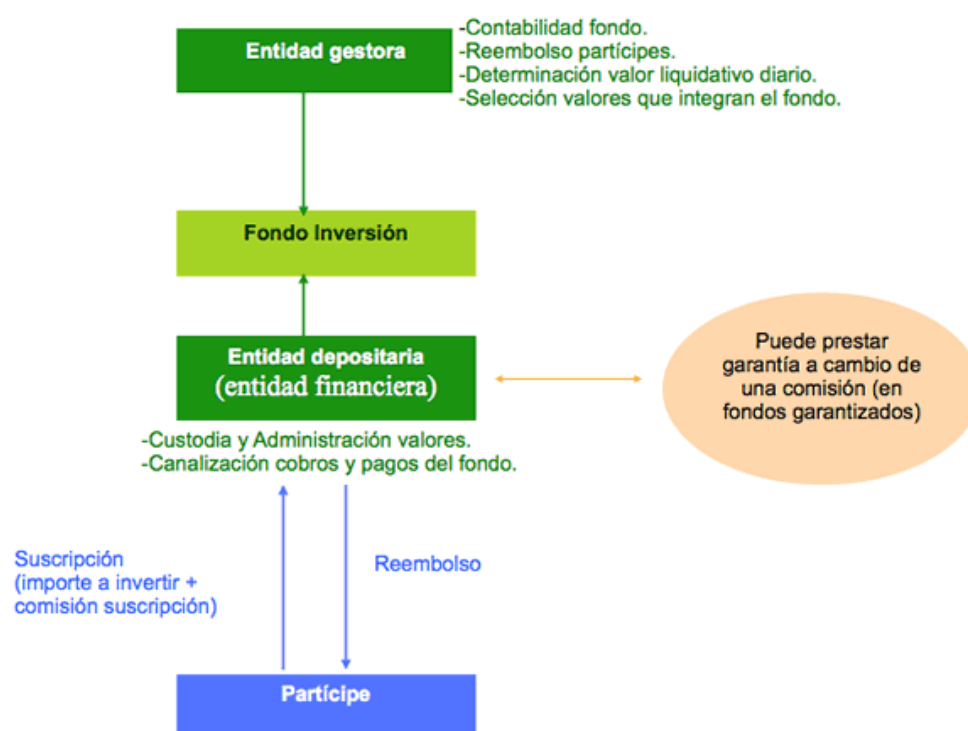 Entidad gestora
-Contabilidad fondo.
-Reembolso partícipes.
-Determinación valor liquidativo diario.
-Selección valores que integran el fondo.
Fondo Inversión
Entidad depositaria
(entidad financiera)
Puede prestar
garantía a cambio de
una comisión (en
fondos garantizados)
-Custodia y Administración valores.
-Canalización cobros y pagos del fondo.
Suscripción
(importe a invertir +
comisión suscripción)
Reembolso
Partícipe